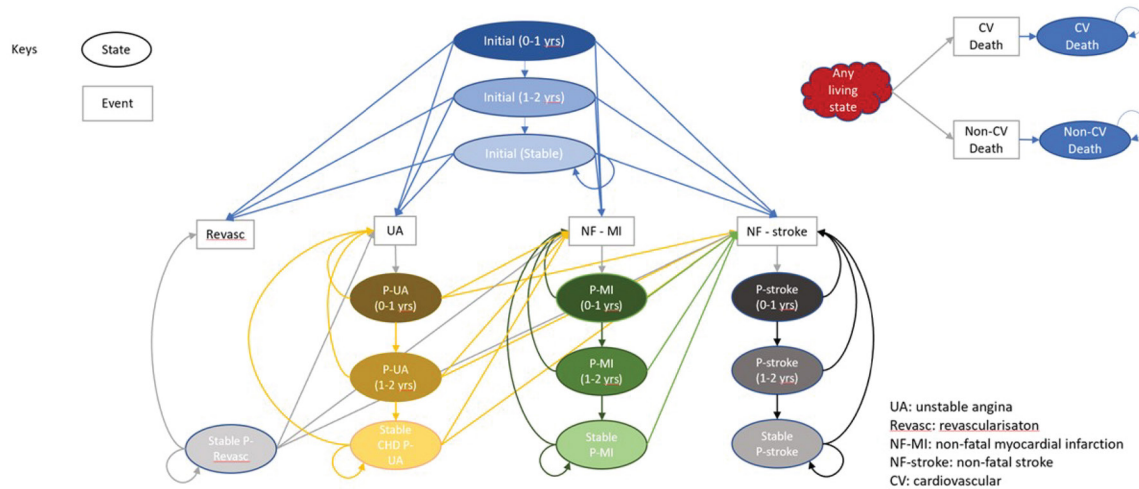 Keys
State
Event
Initial (0-1 yrs)
Initial (1-2 yrs)
Initial (Stable)
Any
living
state
CV
Death
CV
Death
Non-CV
Death
Non-CV
Death
Revasc
UA
NF - MI
NF - stroke
P-UA
(0-1 yrs)
P-MI
(0-1 yrs)
P-stroke
(0-1 yrs)
P-UA
(1-2 yrs)
P-MI
(1-2 yrs)
P-stroke
(1-2 yrs)
Stable P-
Revasc
Stable
CHD P-
UA
Stable
P-MI
Stable
P-stroke
UA: unstable angina
Revasc: revascularisaton
NF-MI: non-fatal myocardial infarction
NF-stroke: non-fatal stroke
CV: cardiovascular